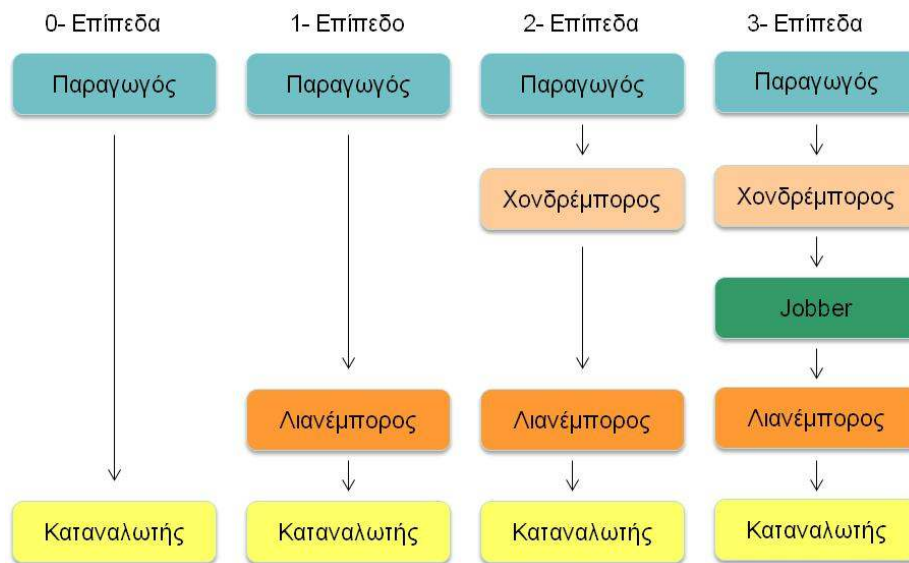 0- Επίπεδα 1- Επίπεδο 2- Επίπεδα 3- Επίπεδα
Παραγωγός Παραγωγός Παραγωγός Παραγωγός
Χονδρέμπορος Χονδρέμπορος
Jobber
Λιανέμπορος Λιανέμπορος Λιανέμπορος
Καταναλωτής Καταναλωτής Καταναλωτής Καταναλωτής